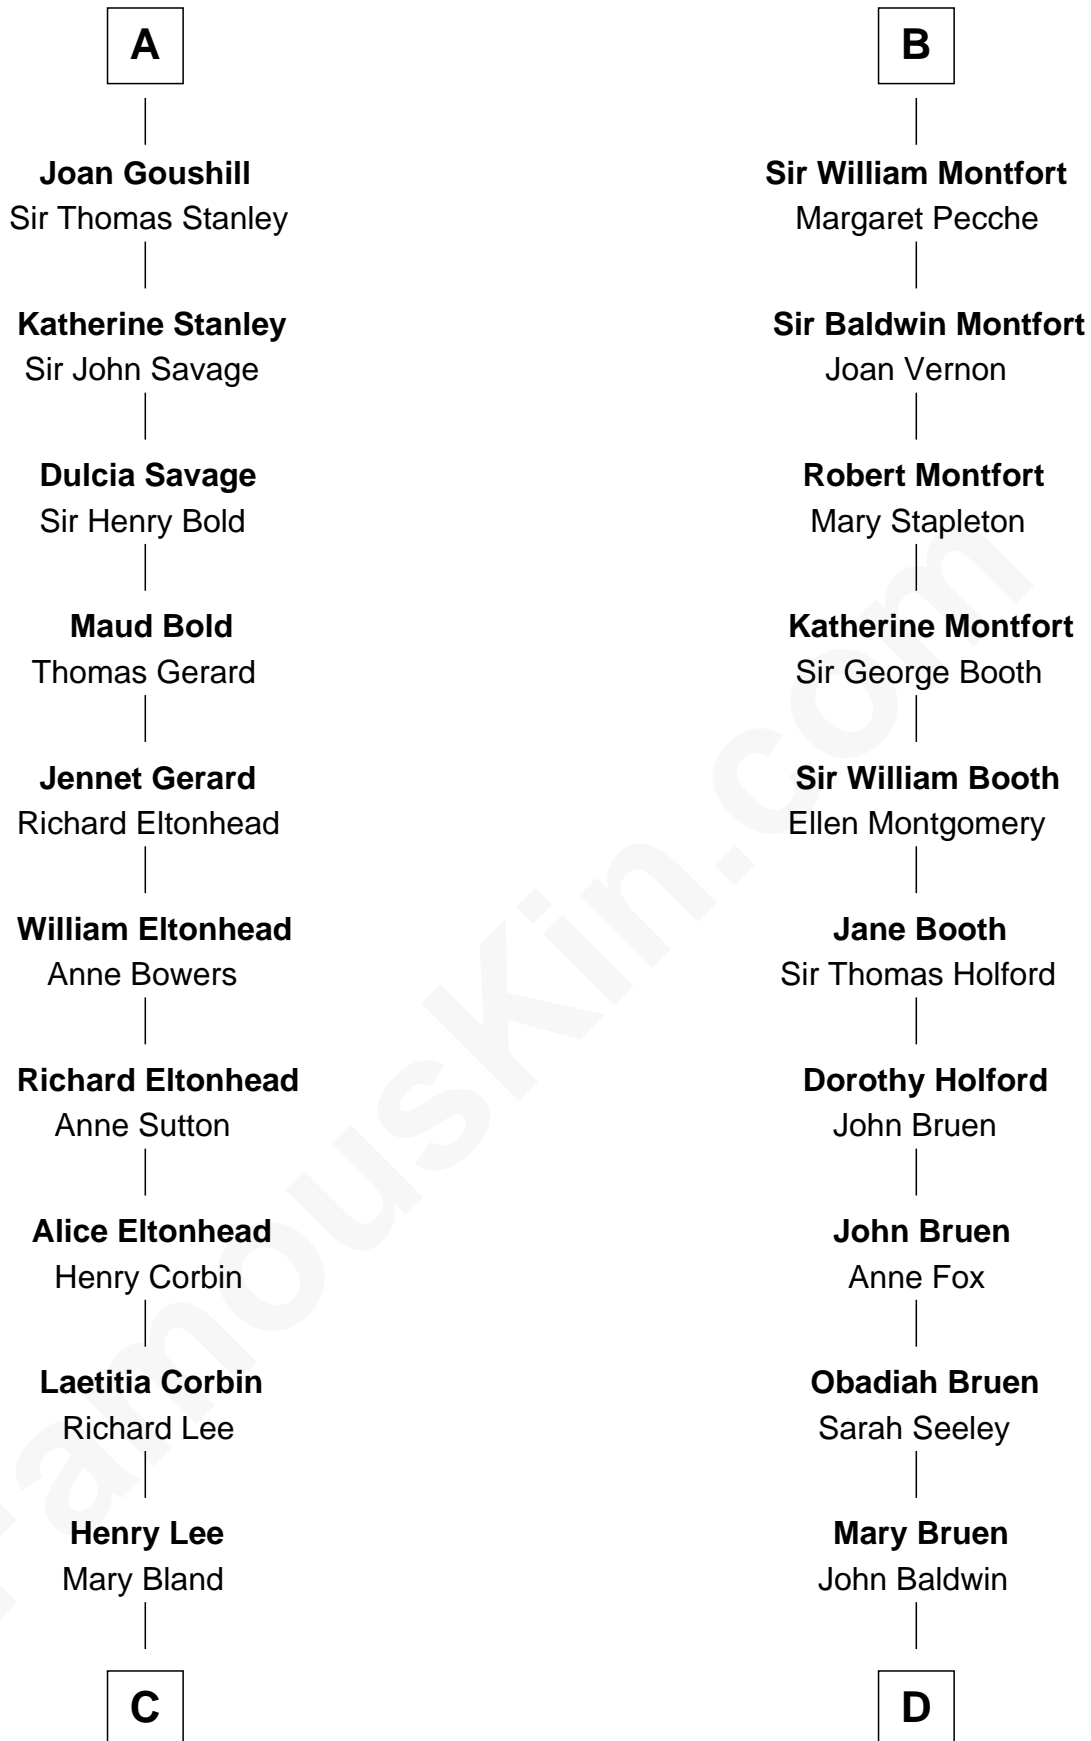 A
Joan Goushill
Sir Thomas Stanley
Katherine Stanley
Sir John Savage
Dulcia Savage
Sir Henry Bold
Maud Bold
Thomas Gerard
Jennet Gerard
Richard Eltonhead
William Eltonhead
Anne Bowers
Richard Eltonhead
Anne Sutton
Alice Eltonhead
Henry Corbin
Laetitia Corbin
Richard Lee
Henry Lee
Mary Bland
C
B
Sir William Montfort
Margaret Pecche
Sir Baldwin Montfort
Joan Vernon
Robert Montfort
Mary Stapleton
Katherine Montfort
Sir George Booth
Sir William Booth
Ellen Montgomery
Jane Booth
Sir Thomas Holford
Dorothy Holford
John Bruen
John Bruen
Anne Fox
Obadiah Bruen
Sarah Seeley
Mary Bruen
John Baldwin
D
FamousKin.com